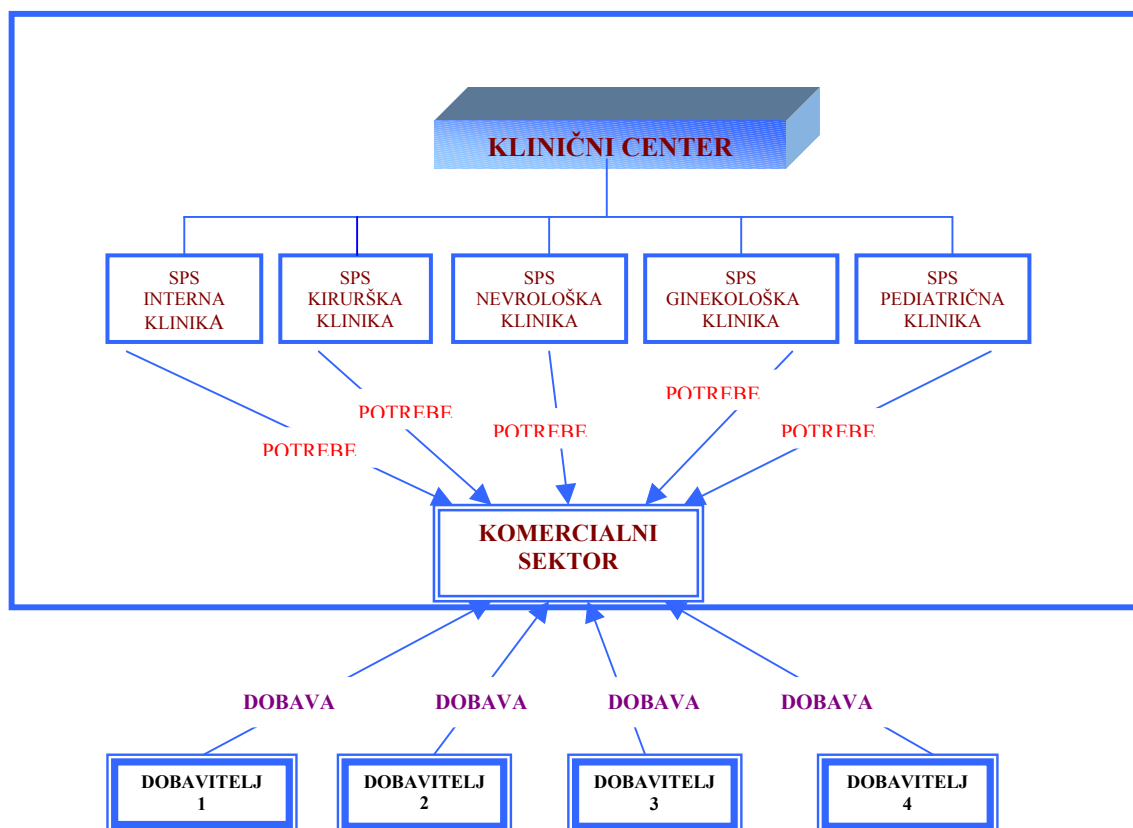 KLINIČNI CENTER
SPS
INTERNA
KLINIKA
SPS
KIRURŠKA
KLINIKA
SPS
NEVROLOŠKA
KLINIKA
SPS
GINEKOLOŠKA
KLINIKA
SPS
PEDIATRIČNA
KLINIKA
POTREBE
POTREBE
POTREBE
POTREBE
POTREBE
KOMERCIALNI
SEKTOR
DOBAVA
DOBAVA
DOBAVA
DOBAVA
DOBAVITELJ
1
DOBAVITELJ
2
DOBAVITELJ
3
DOBAVITELJ
4